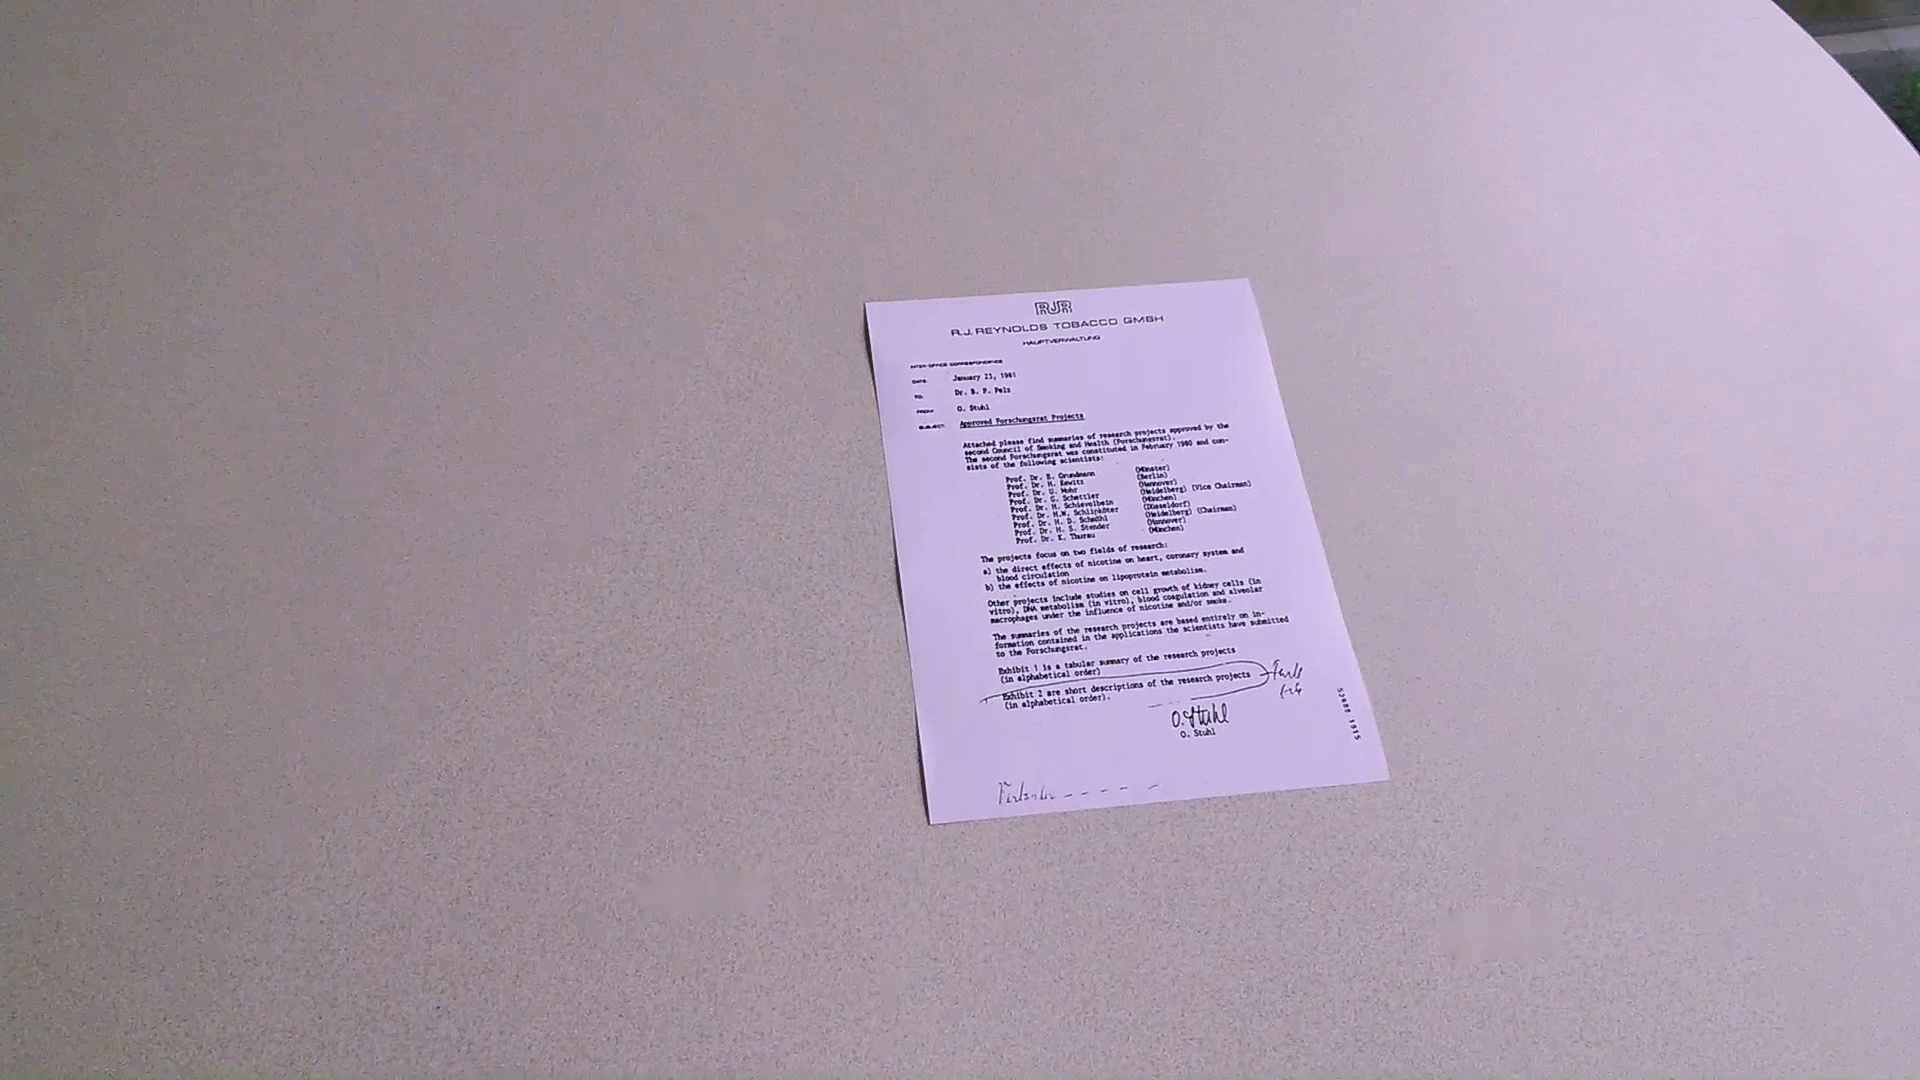 RJR
R.J. REYNOLDS TOBACCO GMBH
HAUPTVERWALTUNG
INTER-OFFICE CORRESPONDENCE
DATE: January 23, 1981
TO: Dr. B. F. Pelz
FROM: O. Stuhl
SUBJECT: Approved Forschungsrat Projects
Attached please find summaries of research projects approved by the
second Council of Smoking and Health (Forschungsrat).
The second Forschungsrat was constituted in February 1980 and con-
sists of the following scientists:
Prof. Dr. E. Grundmann (Münster)
Prof. Dr. H. Kewitz (Berlin)
Prof. Dr. U. Mohr (Hannover)
Prof. Dr. G. Schettler (Heidelberg) (Vice Chairman)
Prof. Dr. H. Schievelbein (München)
Prof. Dr. H.W. Schlipköter (Düsseldorf)
Prof. Dr. H. D. Schmähl (Heidelberg) (Chairman)
Prof. Dr. H. S. Stender (Hannover)
Prof. Dr. K. Thurau (München)
The projects focus on two fields of research:
a) the direct effects of nicotine on heart, coronary system and
blood circulation
b) the effects of nicotine on lipoprotein metabolism.
Other projects include studies on cell growth of kidney cells (in
vitro), DNA metabolism (in vitro), blood coagulation and alveolar
macrophages under the influence of nicotine and/or smoke.
The summaries of the research projects are based entirely on in-
formation contained in the applications the scientists have submitted
to the Forschungsrat.
Exhibit 1 is a tabular summary of the research projects
(in alphabetical order)
Exhibit 2 are short descriptions of the research projects
(in alphabetical order).
O. Stuhl
O. Stuhl